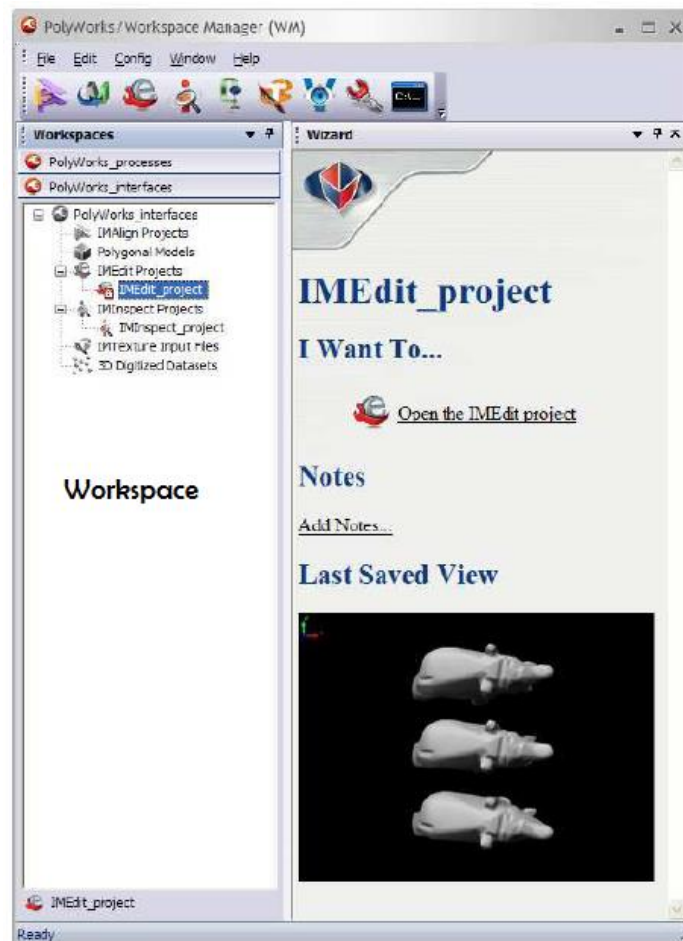 PolyWorks/Workspace Manager (WM)
File Edit Config Window Help
C:\...
Workspaces
PolyWorks_processes
PolyWorks_interfaces
PolyWorks_interfaces
IMAlign Projects
Polygonal Models
IMEdit Projects
IMEdit_project
IMInspect Projects
IMInspect_project
IMTexture Input Files
3D Digitized Datasets
Workspace
IMEdit_project
Wizard
IMEdit_project
I Want To...
Open the IMEdit project
Notes
Add Notes...
Last Saved View
Ready